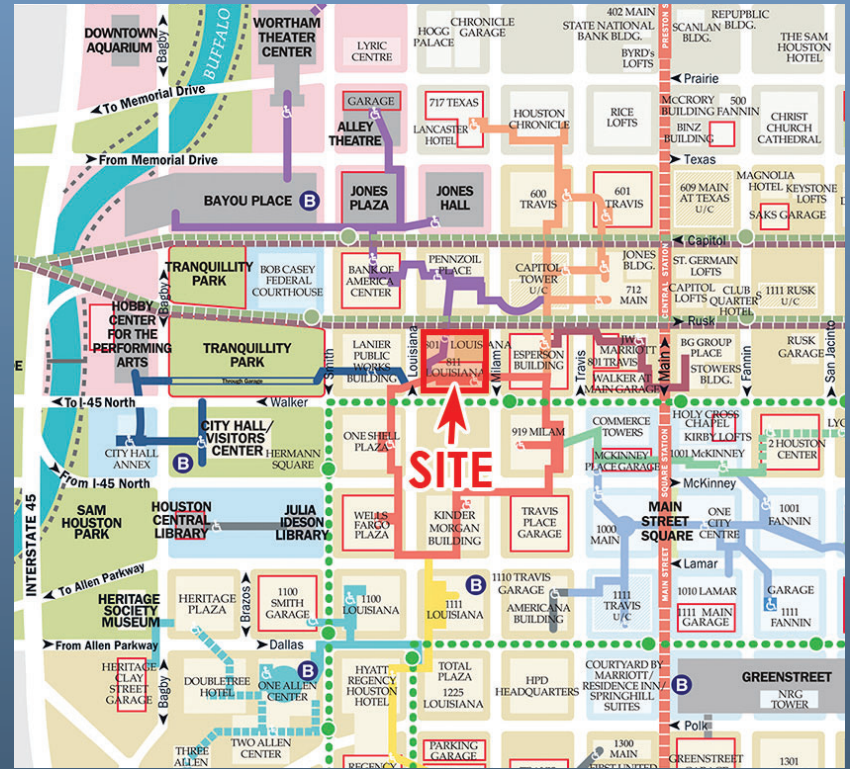 DOWNTOWN
AQUARIUM
Bagby
BUFFALO
WORTHAM
THEATER
CENTER
LYRIC
CENTRE
HOGG
PALACE
CHRONICLE
GARAGE
402 MAIN
STATE NATIONAL
BANK BLDG.
BYRD'S
LOFTS
PRESTON S
SCANLAN
BLDG.
REPUBLIC
BLDG.
THE SAM
HOUSTON
HOTEL
Prairie
To Memorial Drive
GARAGE
ALLEY
THEATRE
717 TEXAS
LANCASTER
HOTEL
HOUSTON
CHRONICLE
RICE
LOFTS
McCRORY
BUILDING
500
FANNIN
BINZ
BUILDING
CHRIST
CHURCH
CATHEDRAL
From Memorial Drive
Texas
BAYOU PLACE
B
JONES
PLAZA
JONES
HALL
600
TRAVIS
601
TRAVIS
609 MAIN
AT TEXAS
U/C
MAGNOLIA
HOTEL
KEYSTONE
LOFTS
SAKS GARAGE
Capitol
TRANQUILLITY
PARK
BOB CASEY
FEDERAL
COURTHOUSE
BANK OF
AMERICA
CENTER
PENNZOIL
PLACE
CAPITOL
TOWER
U/C
JONES
BLDG.
712
MAIN
CENTRAL STATION
ST. GERMAIN
LOFTS
CAPITOL
LOFTS
CLUB
QUARTERS
HOTEL
1111 RUSK
U/C
Bagby
Rusk
HOBBY
CENTER
FOR THE
PERFORMING
ARTS
TRANQUILLITY
PARK
Through Garage
Smith
LANIER
PUBLIC
WORKS
BUILDING
Louisiana
801 LOUISIANA
811
LOUISIANA
Milam
ESPERSON
BUILDING
Travis
JW
MARRIOTT
801 TRAVIS
WALKER AT
MAIN GARAGE
Main
BG GROUP
PLACE
STOWERS
BLDG.
Fannin
RUSK
GARAGE
San Jacinto
To I-45 North
Walker
SITE
CITY HALL
ANNEX
B
CITY HALL/
VISITORS
CENTER
HERMANN
SQUARE
ONE SHELL
PLAZA
919 MILAM
COMMERCE
TOWERS
McKINNEY
PLACE GARAGE
SQUARE STATION
HOLY CROSS
CHAPEL
KIRBY LOFTS
1001 McKINNEY
2 HOUSTON
CENTER
From I-45 North
McKinney
INTERSTATE 45
SAM
HOUSTON
PARK
HOUSTON
CENTRAL
LIBRARY
JULIA
IDESON
LIBRARY
WELLS
FARGO
PLAZA
KINDER
MORGAN
BUILDING
TRAVIS
PLACE
GARAGE
1000
MAIN
MAIN
STREET
SQUARE
ONE
CITY
CENTRE
1001
FANNIN
Lamar
To Allen Parkway
HERITAGE
SOCIETY
MUSEUM
HERITAGE
PLAZA
Brazos
1100
SMITH
GARAGE
1100
LOUISIANA
B
1111
LOUISIANA
1110 TRAVIS
GARAGE
AMERICANA
BUILDING
1111
TRAVIS
U/C
MAIN STREET
1010 LAMAR
1111 MAIN
GARAGE
GARAGE
1111
FANNIN
From Allen Parkway
Dallas
HERITAGE
CLAY
STREET
GARAGE
Bagby
DOUBLETREE
HOTEL
B
ONE ALLEN
CENTER
TWO ALLEN
CENTER
THREE
ALLEN
HYATT
REGENCY
HOUSTON
HOTEL
REGENCY
TOTAL
PLAZA
1225
LOUISIANA
PARKING
GARAGE
HPD
HEADQUARTERS
COURTYARD BY
MARRIOTT/
RESIDENCE INN/
SPRINGHILL
SUITES
B
GREENSTREET
NRG
TOWER
Polk
1300
MAIN
FIRST UNITED
GREENSTREET
1301